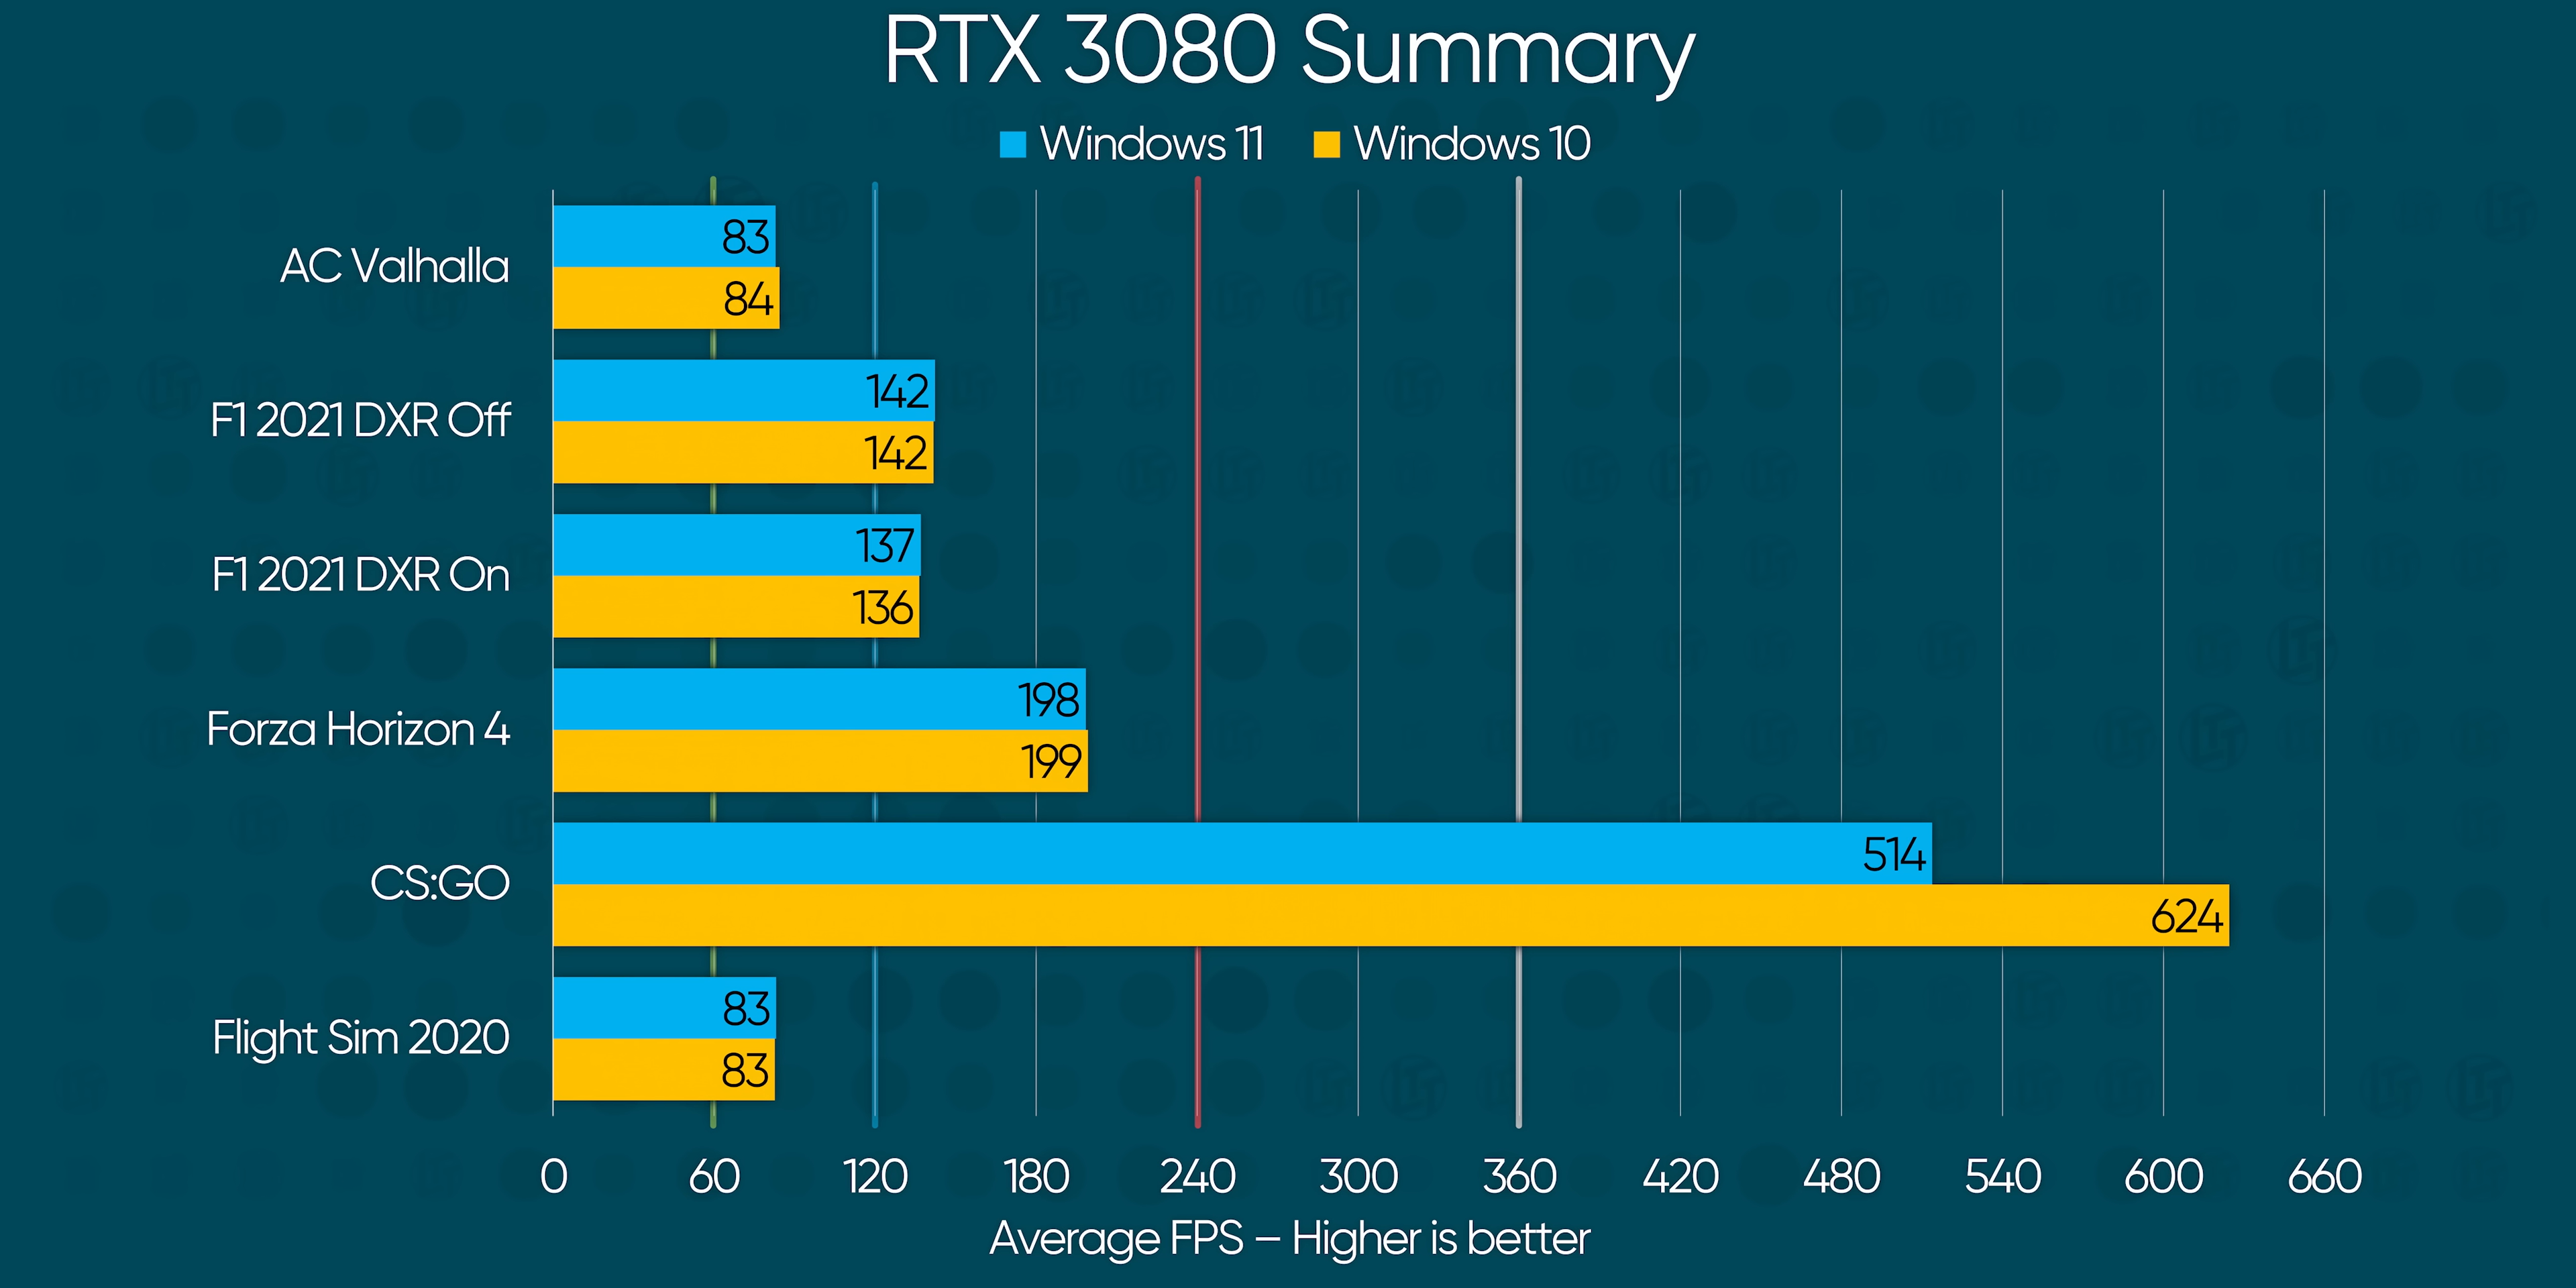 RTX 3080 Summary
Windows 11 Windows 10
AC Valhalla
83
84
F1 2021 DXR Off
142
142
F1 2021 DXR On
137
136
Forza Horizon 4
198
199
CS:GO
514
624
Flight Sim 2020
83
83
0 60 120 180 240 300 360 420 480 540 600 660
Average FPS – Higher is better